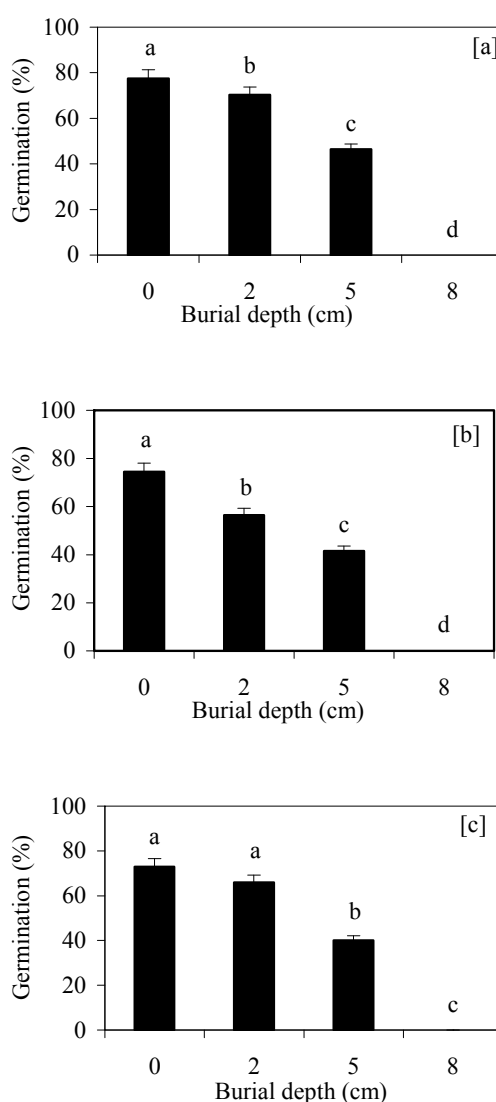 100
[a]
a
80
b
60
c
40
20
d
0
Germination (%)
0 2 5 8
Burial depth (cm)
100
[b]
a
80
b
60
c
40
20
d
0
Germination (%)
0 2 5 8
Burial depth (cm)
100
[c]
a a
80
60
b
40
20
c
0
Germination (%)
0 2 5 8
Burial depth (cm)